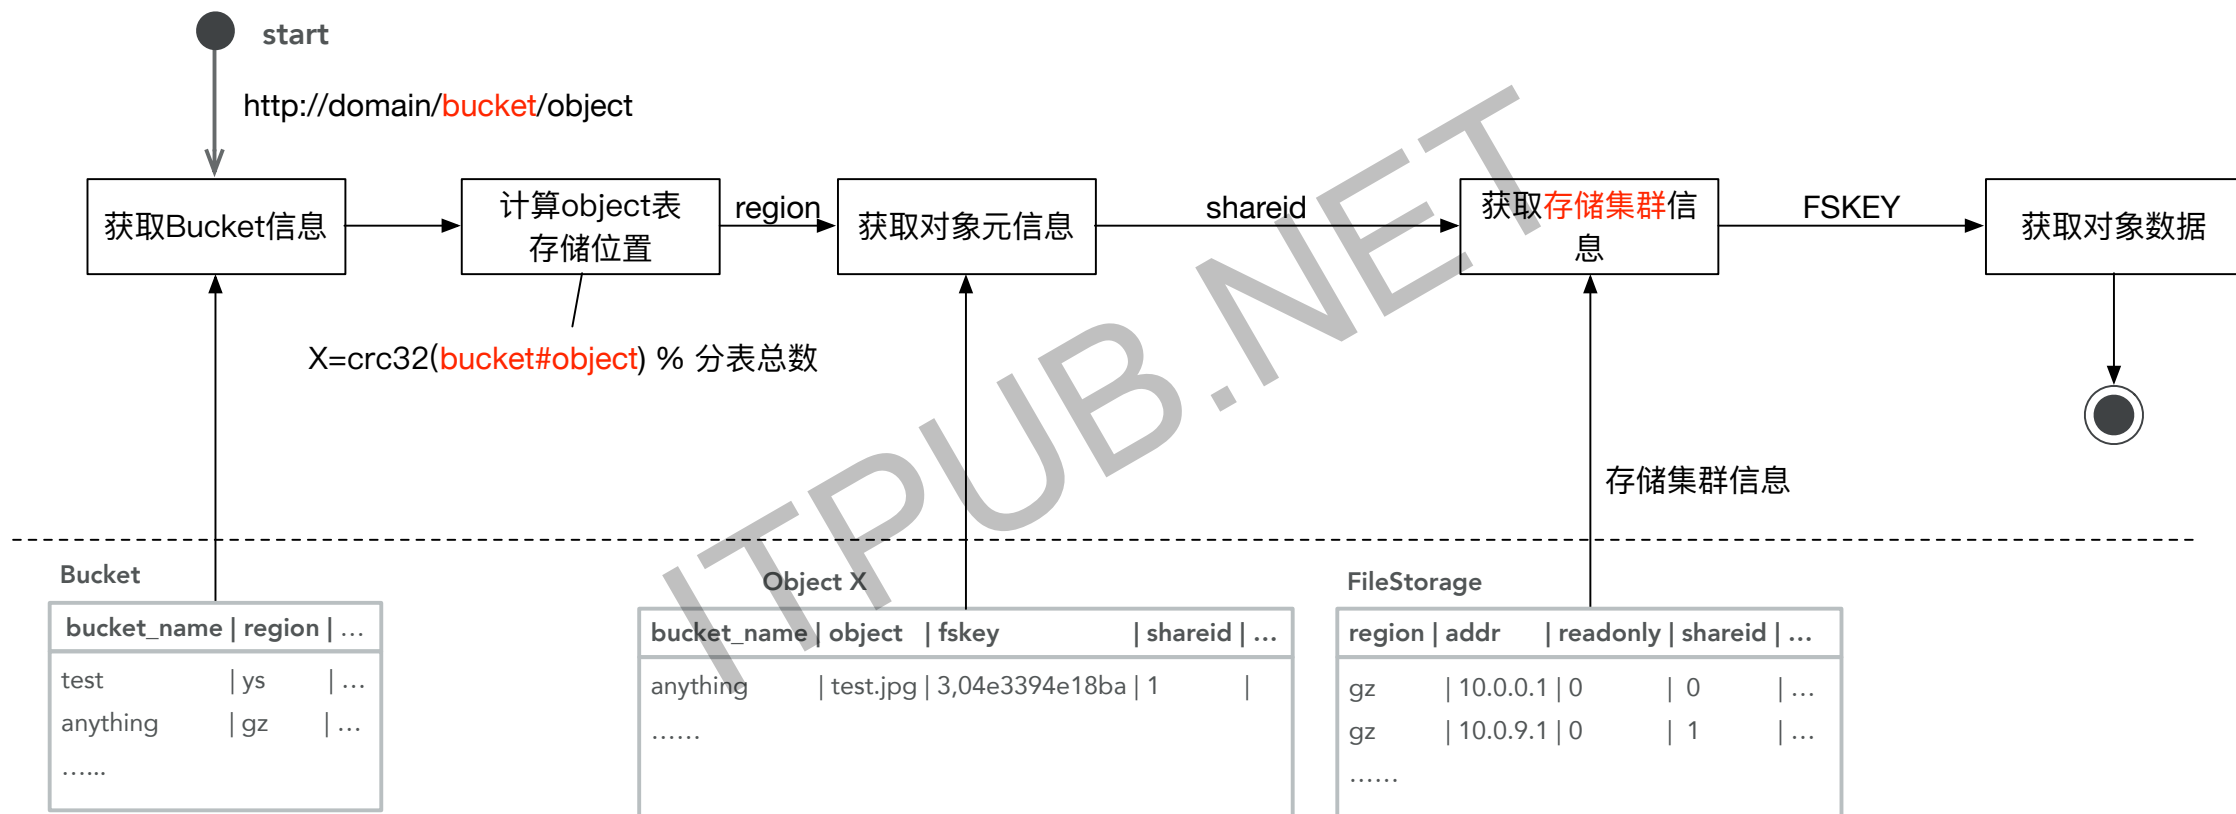 start
http://domain/bucket/object
获取Bucket信息
计算object表
存储位置
region
获取对象元信息
shareid
获取存储集群信
息
FSKEY
获取对象数据
X=crc32(bucket#object) % 分表总数
存储集群信息
ITPUB.NET
Bucket
bucket_name | region | …
test | ys | …
anything | gz | …
…...
Object X
bucket_name | object | fskey | shareid | …
anything | test.jpg | 3,04e3394e18ba | 1 |
……
FileStorage
region | addr | readonly | shareid | …
gz | 10.0.0.1 | 0 | 0 | …
gz | 10.0.9.1 | 0 | 1 | …
……